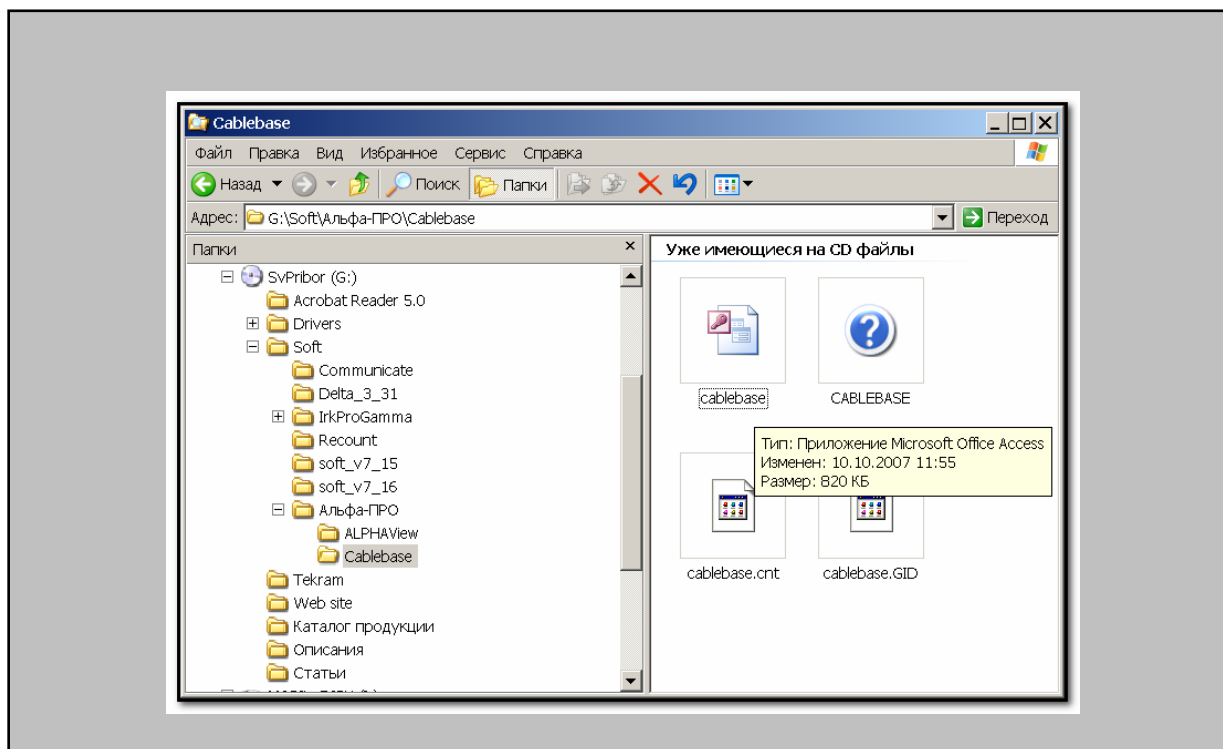 Cablebase
Файл Правка Вид Избранное Сервис Справка
Назад Поиск Папки
Адрес: G:\Soft\Альфа-ПРО\Cablebase Переход
Папки
SvPribor (G:)
Acrobat Reader 5.0
Drivers
Soft
Communicate
Delta_3_31
IrkProGamma
Recount
soft_v7_15
soft_v7_16
Альфа-ПРО
ALPHAView
Cablebase
Tekram
Web site
Каталог продукции
Описания
Статьи
Уже имеющиеся на CD файлы
cablebase
CABLEBASE
Тип: Приложение Microsoft Office Access
Изменен: 10.10.2007 11:55
Размер: 820 КБ
cablebase.cnt
cablebase.GID